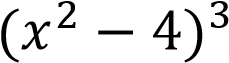 (x² − 4)³